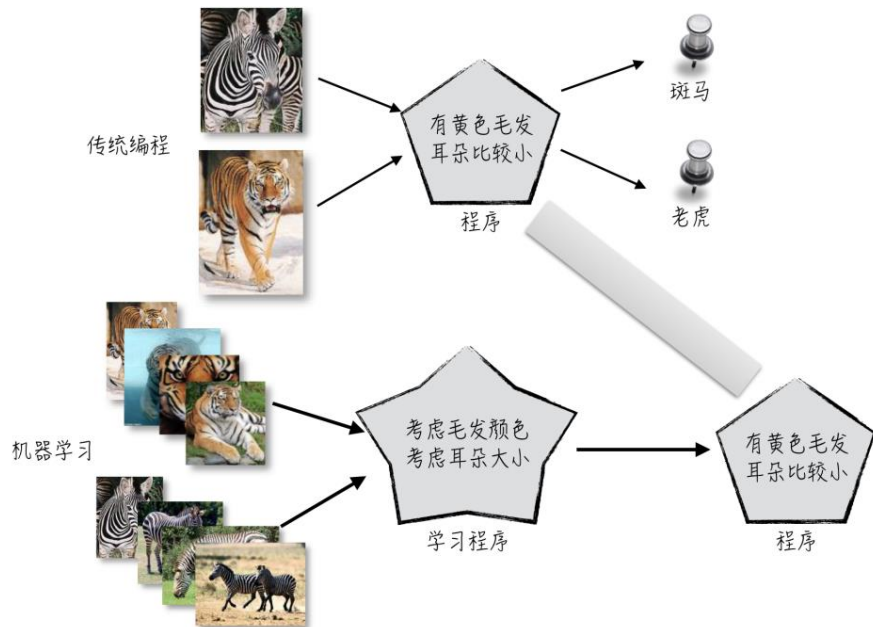 传统编程
有黄色毛发
耳朵比较小
程序
斑马
老虎
机器学习
考虑毛发颜色
考虑耳朵大小
学习程序
有黄色毛发
耳朵比较小
程序